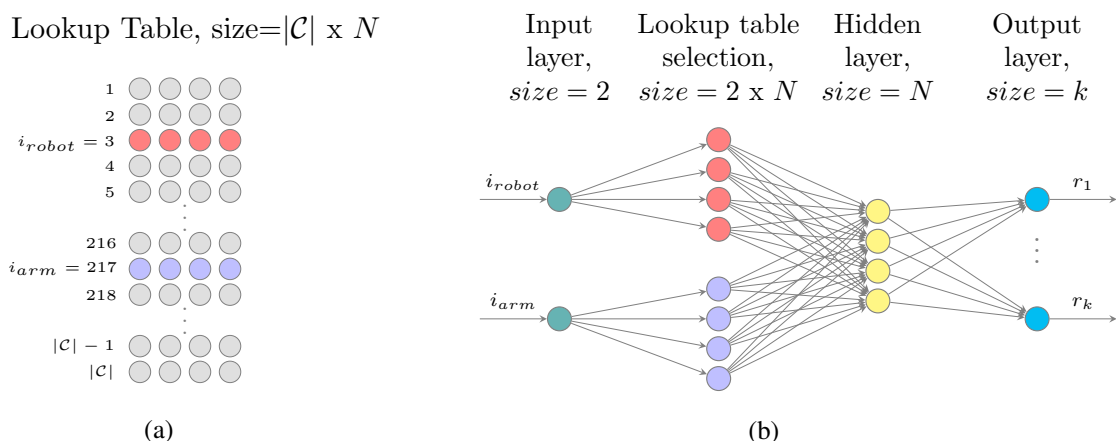 Lookup Table, size=|𝒞| x N
1
2
i_robot = 3
4
5
216
i_arm = 217
218
|𝒞| − 1
|𝒞|
(a)
Input
layer,
size = 2
Lookup table
selection,
size = 2 x N
Hidden
layer,
size = N
Output
layer,
size = k
i_robot
i_arm
r_1
r_k
(b)